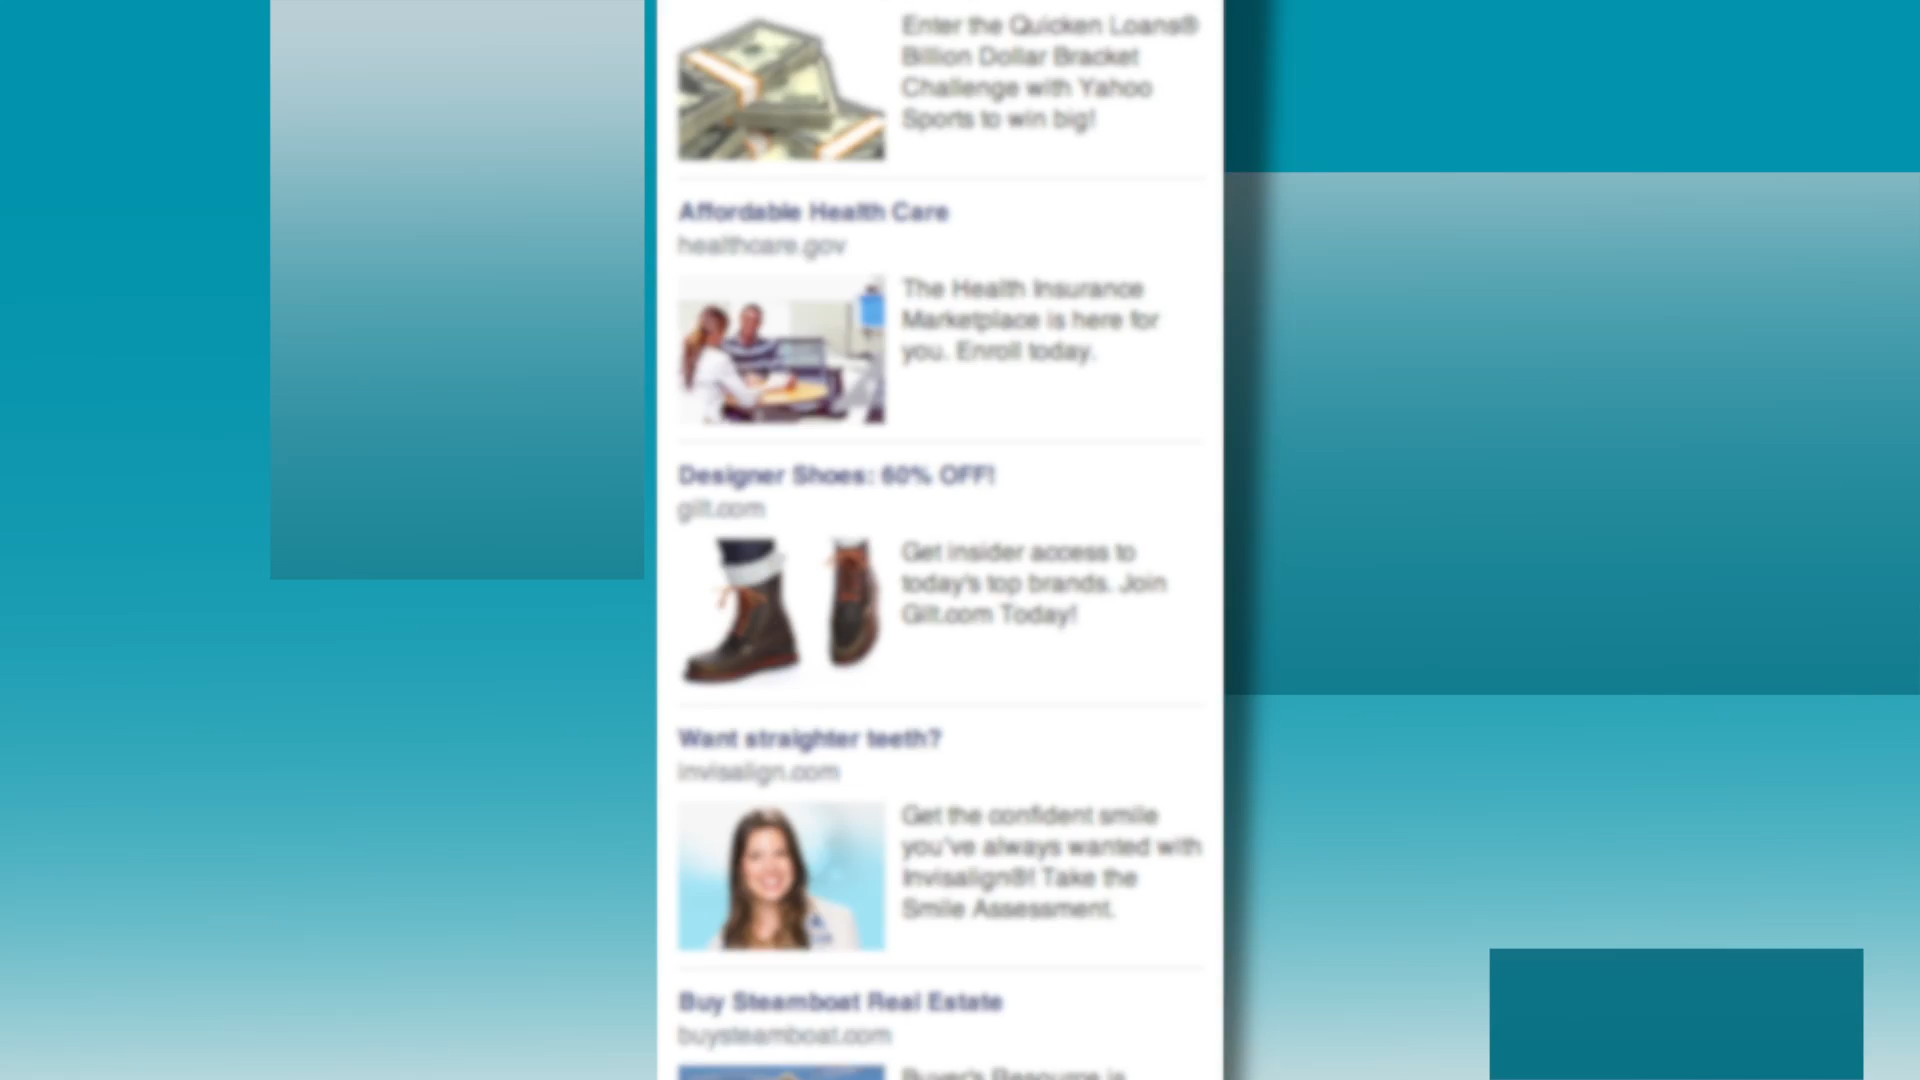 Enter the Quicken Loans®
Billion Dollar Bracket
Challenge with Yahoo
Sports to win big!
Affordable Health Care
healthcare.gov
The Health Insurance
Marketplace is here for
you. Enroll today.
Designer Shoes: 60% OFF!
gilt.com
Get insider access to
today's top brands. Join
Gilt.com Today!
Want straighter teeth?
invisalign.com
Get the confident smile
you've always wanted with
Invisalign®! Take the
Smile Assessment.
Buy Steamboat Real Estate
buysteamboat.com
Buyer's Resource is